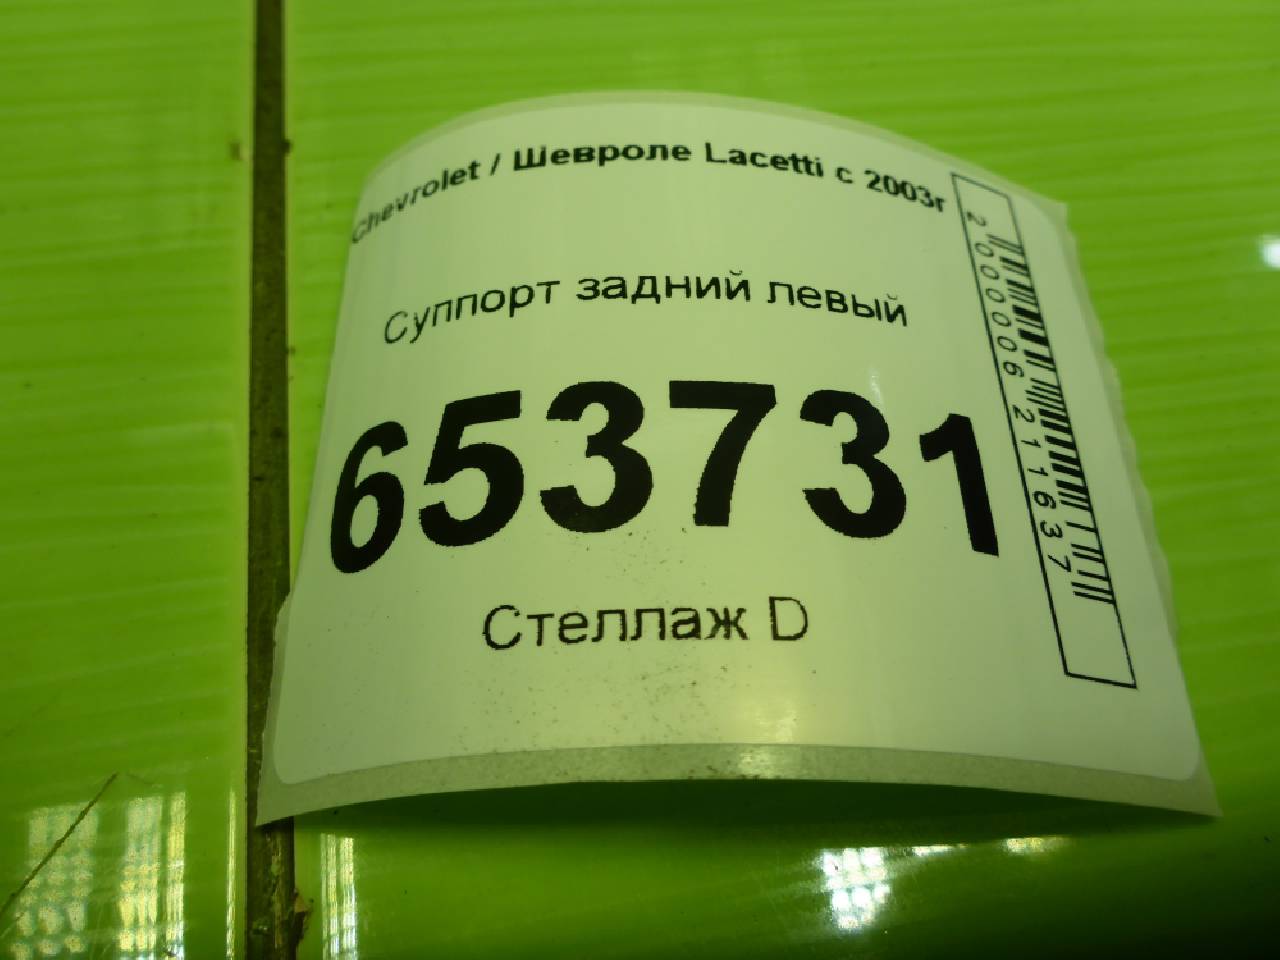 Chevrolet / Шевроле Lacetti с 2003г
Суппорт задний левый
653731
Стеллаж D
2000006211637